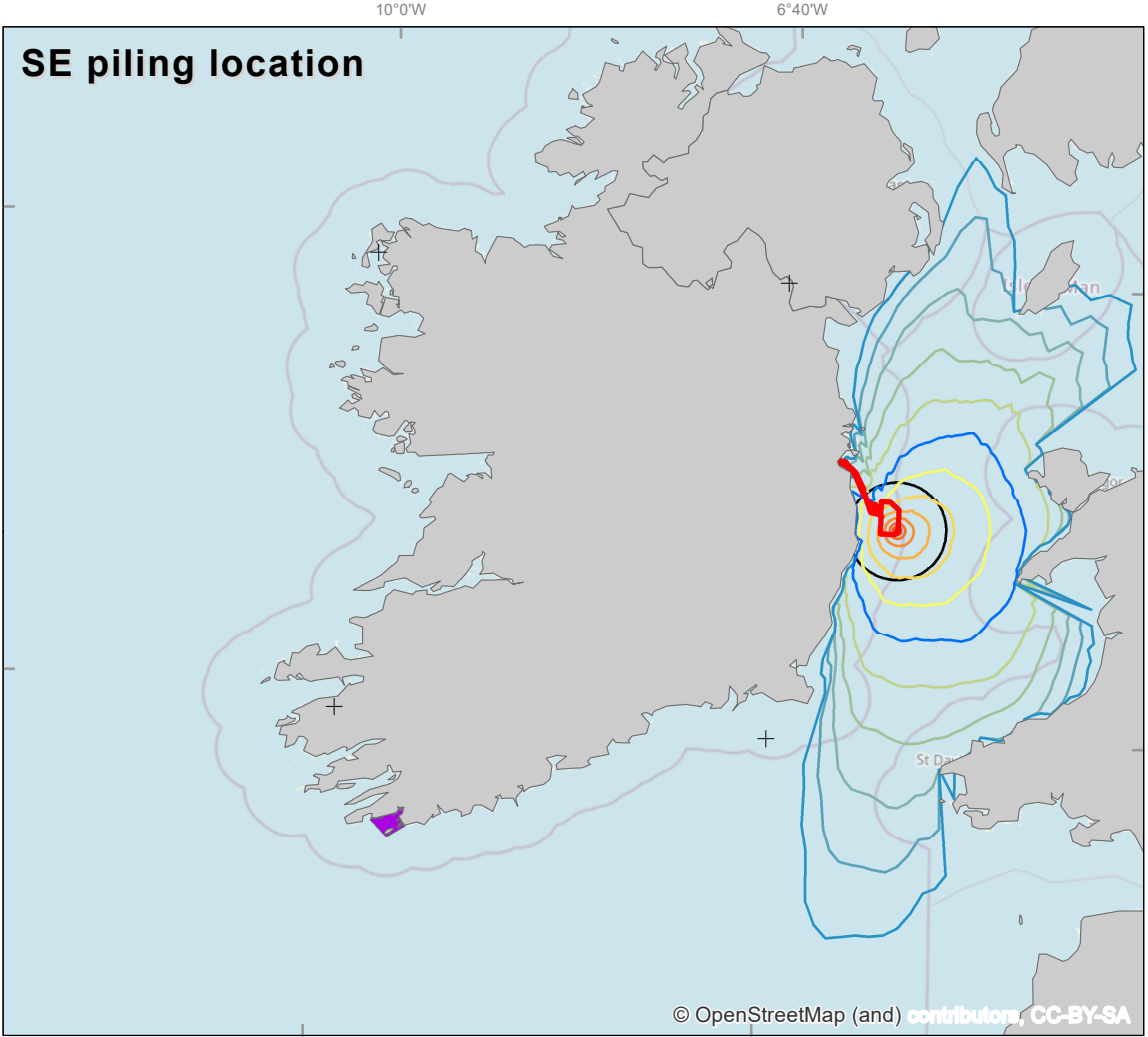 10°0'W
6°40'W
SE piling location
St Da
© OpenStreetMap (and) contributors, CC-BY-SA